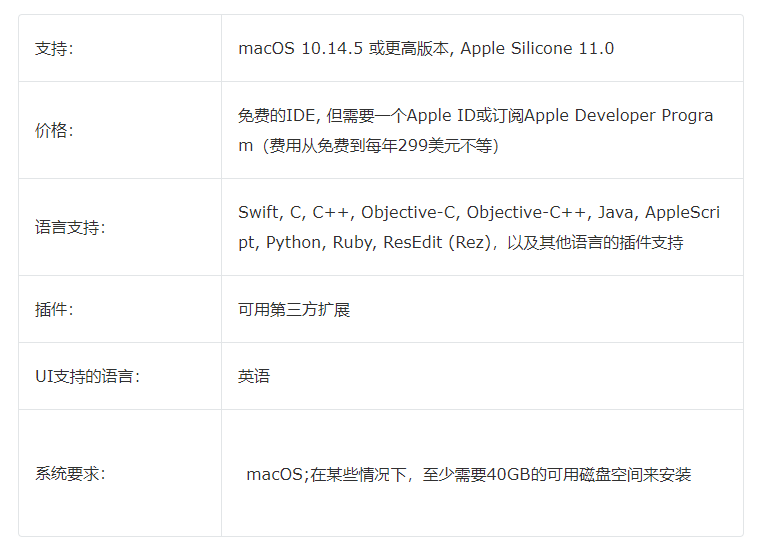 支持：
macOS 10.14.5 或更高版本, Apple Silicone 11.0
价格：
免费的IDE, 但需要一个Apple ID或订阅Apple Developer Progra
m（费用从免费到每年299美元不等）
语言支持：
Swift, C, C++, Objective-C, Objective-C++, Java, AppleScri
pt, Python, Ruby, ResEdit (Rez)，以及其他语言的插件支持
插件：
可用第三方扩展
UI支持的语言：
英语
系统要求：
macOS;在某些情况下，至少需要40GB的可用磁盘空间来安装